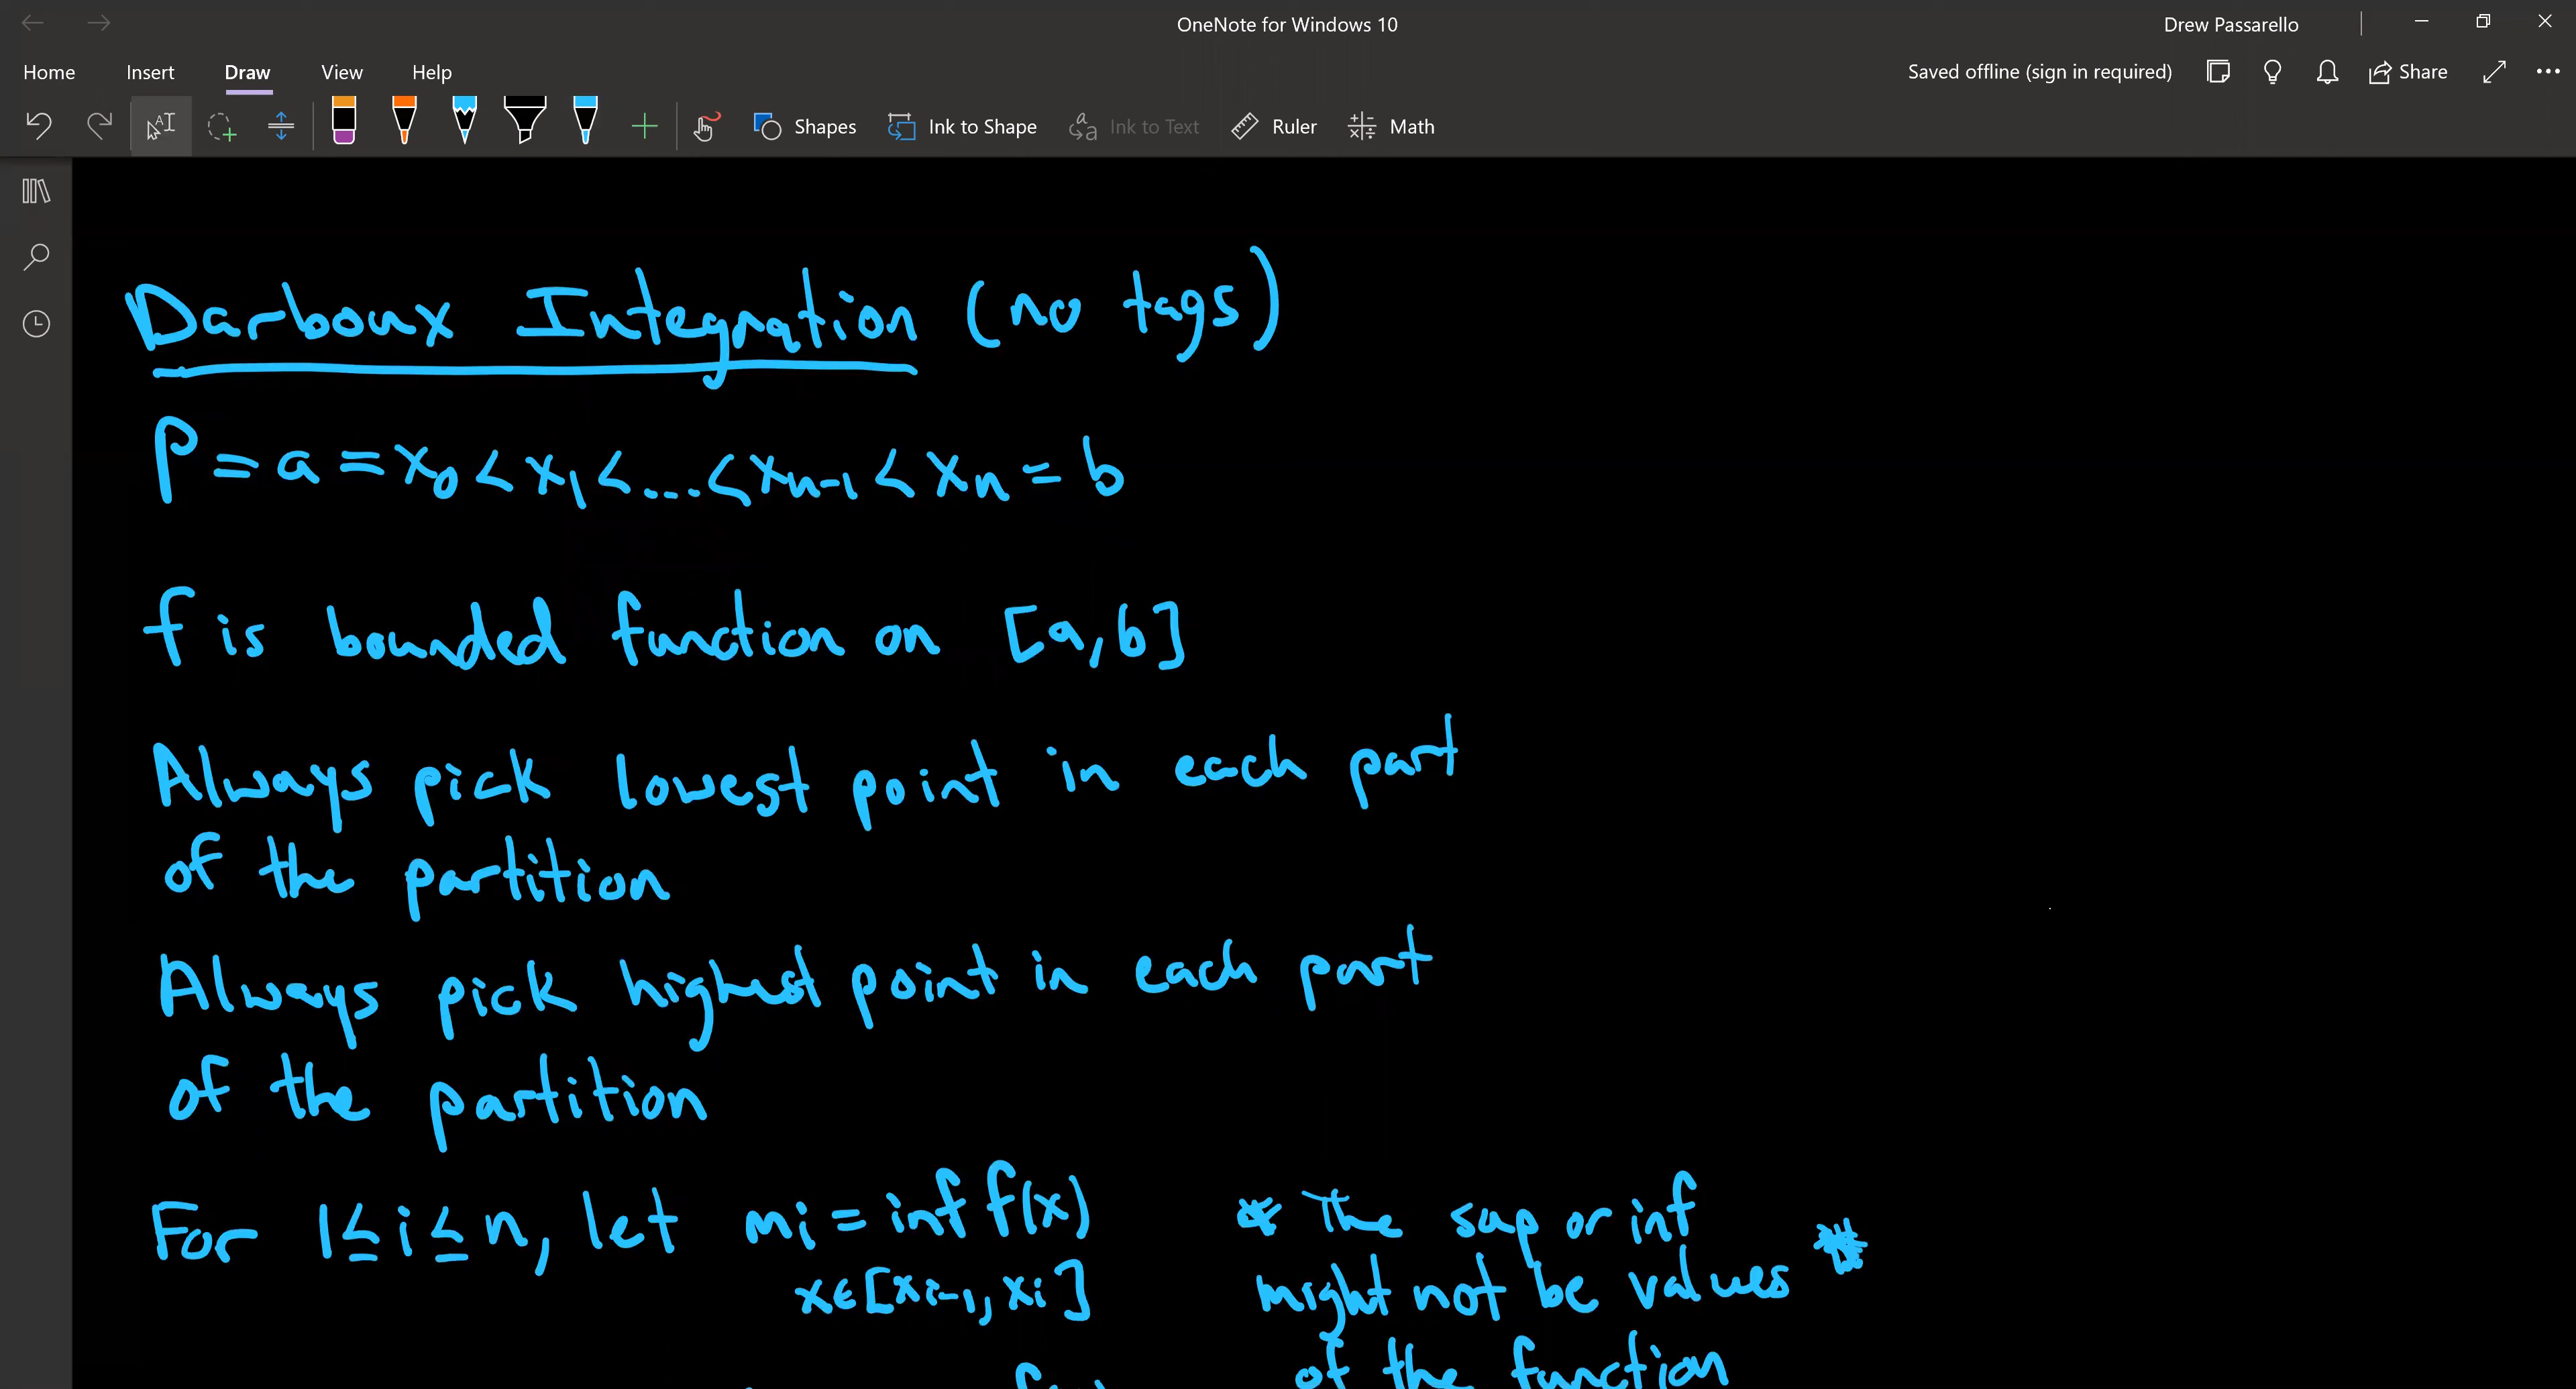 OneNote for Windows 10
Drew Passarello
Home Insert Draw View Help
Saved offline (sign in required) Share
Shapes Ink to Shape Ink to Text Ruler Math
Darboux Integration (no tags)
P = a = x₀ < x₁ < ... < xₙ₋₁ < xₙ = b
f is bounded function on [a, b]
Always pick lowest point in each part
of the partition
Always pick highest point in each part
of the partition
For 1 ≤ i ≤ n, let mᵢ = inf f(x)
x ∈ [xᵢ₋₁, xᵢ]
* The sup or inf
might not be values *
of the function